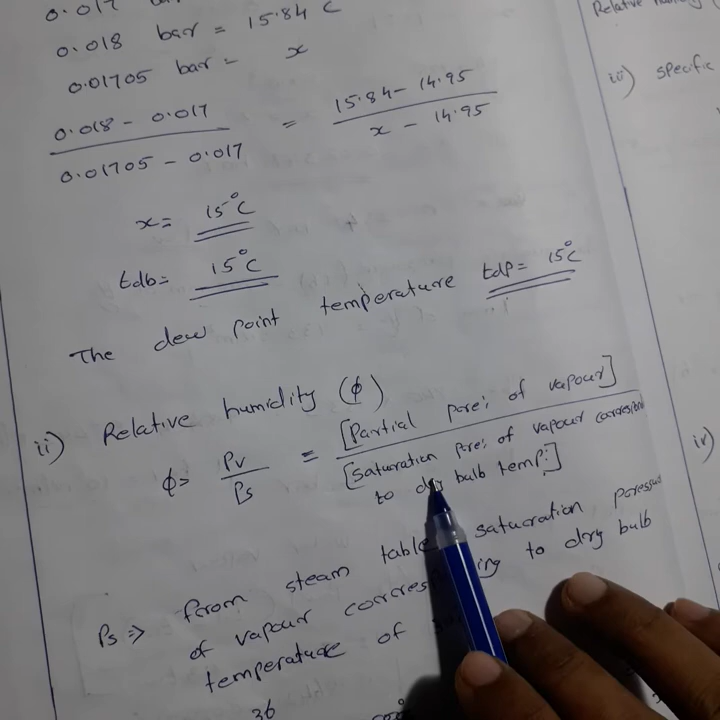 0.017
0.018 bar = 15.84 C
0.01705 bar = x
0.018 - 0.017 / 0.01705 - 0.017 = 15.84 - 14.95 / x - 14.95
x = 15°C
tdb = 15°C
The dew point temperature tdp = 15°C
ii) Relative humidity (φ)
φ = Pv / Ps = [Partial pre: of vapour] / [saturation pre: of vapour
to dry bulb temp:]
Ps ⇒ From steam table saturation
of vapour to dry bulb
temperature of
36
Relative
iii) specific
iv)